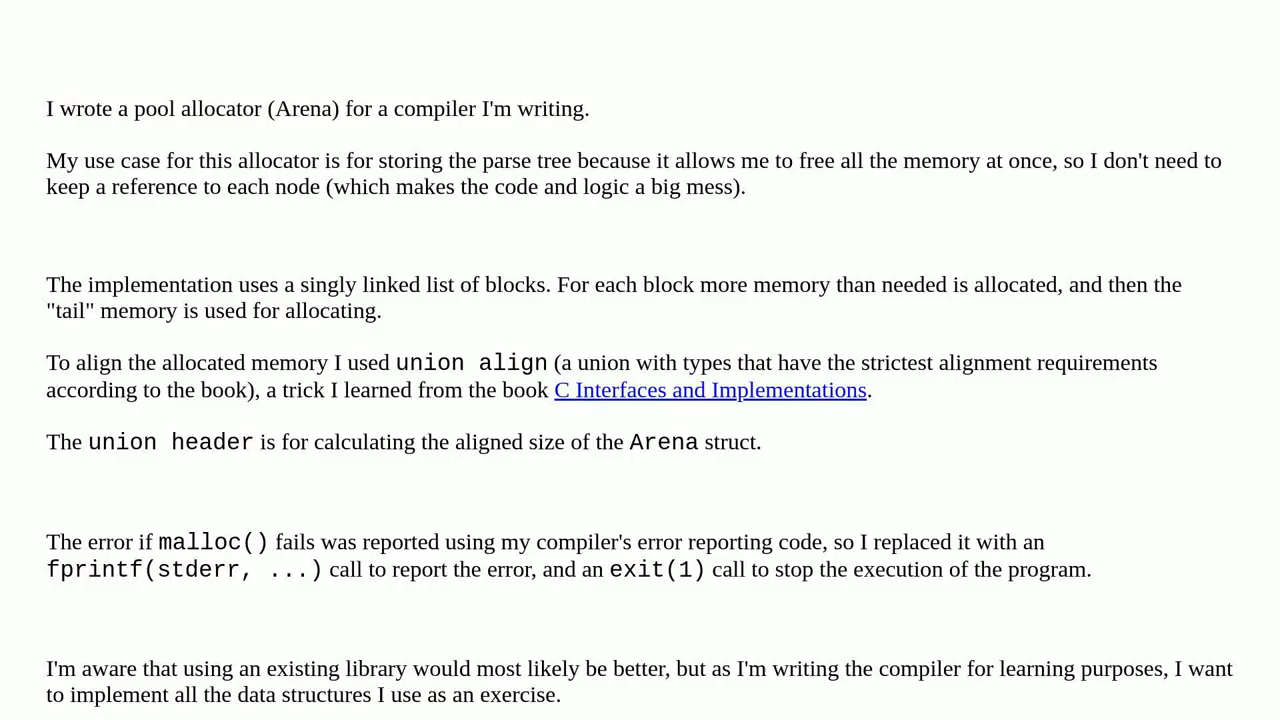 I wrote a pool allocator (Arena) for a compiler I'm writing.
My use case for this allocator is for storing the parse tree because it allows me to free all the memory at once, so I don't need to
keep a reference to each node (which makes the code and logic a big mess).
The implementation uses a singly linked list of blocks. For each block more memory than needed is allocated, and then the
"tail" memory is used for allocating.
To align the allocated memory I used union align (a union with types that have the strictest alignment requirements
according to the book), a trick I learned from the book C Interfaces and Implementations.
The union header is for calculating the aligned size of the Arena struct.
The error if malloc() fails was reported using my compiler's error reporting code, so I replaced it with an
fprintf(stderr, ...) call to report the error, and an exit(1) call to stop the execution of the program.
I'm aware that using an existing library would most likely be better, but as I'm writing the compiler for learning purposes, I want
to implement all the data structures I use as an exercise.